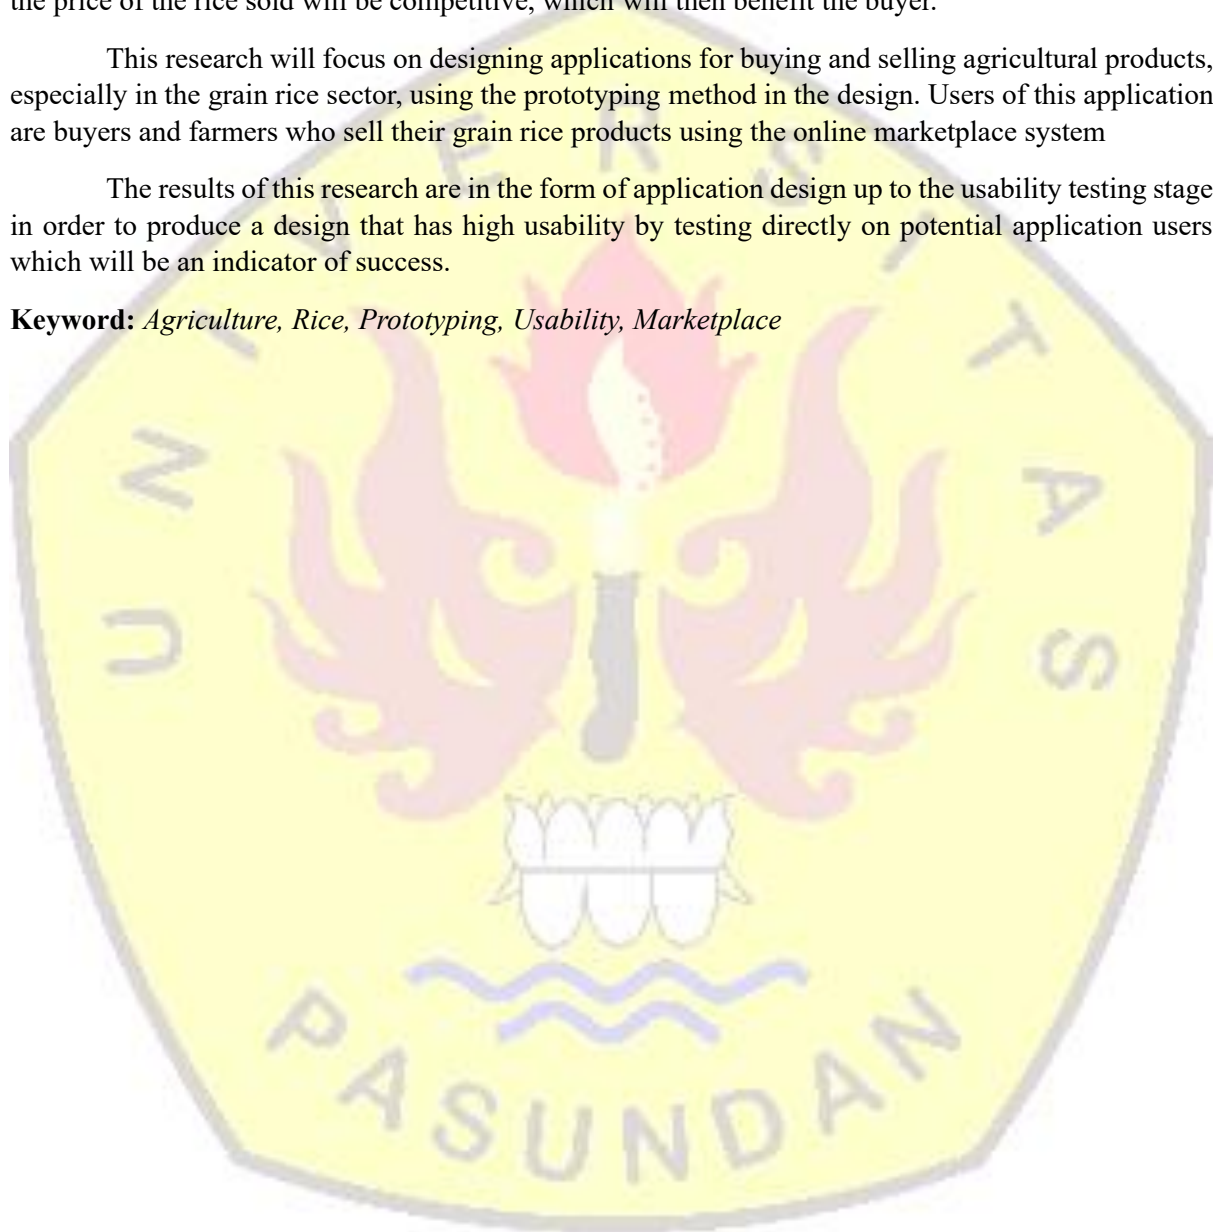 the price of the rice sold will be competitive, which will then benefit the buyer.
This research will focus on designing applications for buying and selling agricultural products,
especially in the grain rice sector, using the prototyping method in the design. Users of this application
are buyers and farmers who sell their grain rice products using the online marketplace system
The results of this research are in the form of application design up to the usability testing stage
in order to produce a design that has high usability by testing directly on potential application users
which will be an indicator of success.
Keyword: Agriculture, Rice, Prototyping, Usability, Marketplace
UNIVERSITAS
PASUNDAN